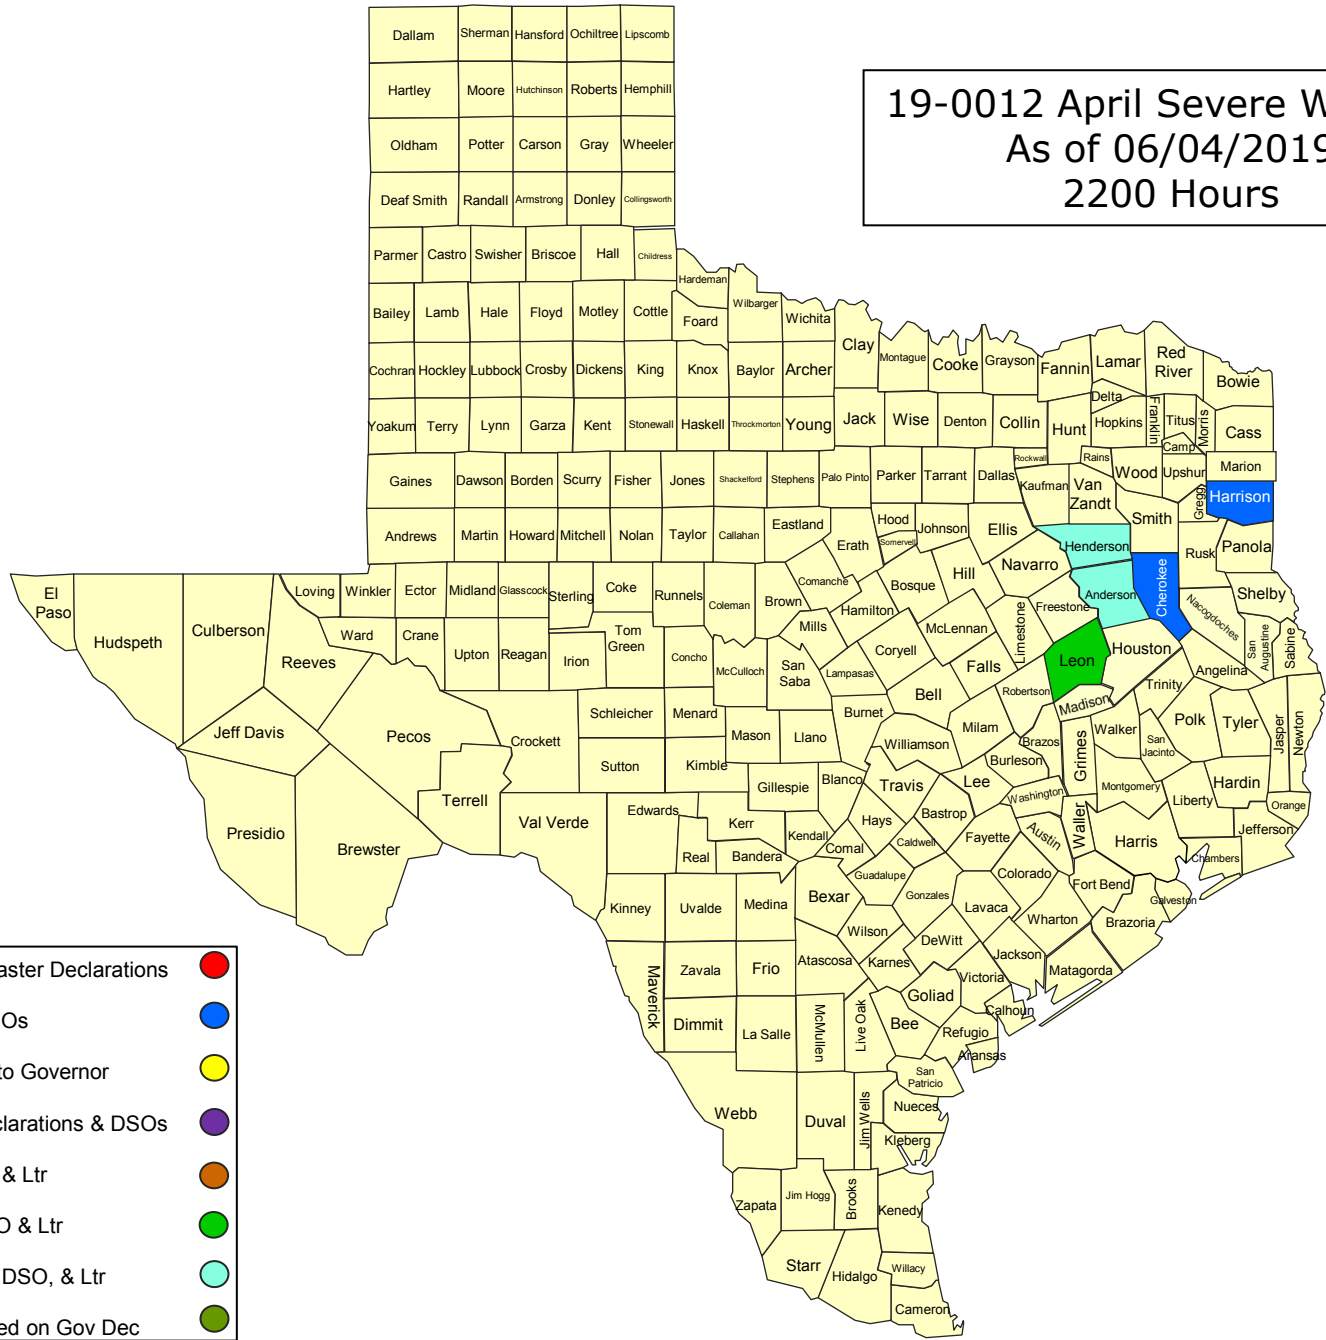 Dallam Sherman Hansford Ochiltree Lipscomb
Hartley Moore Hutchinson Roberts Hemphill
19-0012 April Severe W
As of 06/04/2019
2200 Hours
Oldham Potter Carson Gray Wheeler
Deaf Smith Randall Armstrong Donley Collingsworth
Parmer Castro Swisher Briscoe Hall Childress
Hardeman
Wilbarger
Bailey Lamb Hale Floyd Motley Cottle Foard Wichita
Clay Montague Cooke Grayson Fannin Lamar Red
River
Bowie
Cochran Hockley Lubbock Crosby Dickens King Knox Baylor Archer
Delta
Yoakum Terry Lynn Garza Kent Stonewall Haskell Throckmorton Young Jack Wise Denton Collin Hunt Hopkins Franklin Titus Morris Cass
Camp
Rockwall Rains Wood Upshur Marion
Gaines Dawson Borden Scurry Fisher Jones Shackelford Stephens Palo Pinto Parker Tarrant Dallas Kaufman Van
Zandt
Gregg Harrison
Andrews Martin Howard Mitchell Nolan Taylor Callahan Eastland Erath Hood Somervell Johnson Ellis Henderson Smith Rusk Panola
El
Paso
Hudspeth Culberson Reeves Loving Winkler Ector Midland Glasscock Sterling Coke Runnels Coleman Brown Comanche Hamilton Bosque Hill Navarro Freestone Anderson Cherokee Nacogdoches Shelby
Ward Crane Upton Reagan Irion Tom
Green
Concho McCulloch San
Saba
Mills Lampasas Coryell McLennan Limestone Falls Leon Houston Angelina San
Augustine
Sabine
Jeff Davis Pecos Crockett Schleicher Menard Mason Llano Burnet Bell Milam Robertson Madison Trinity Polk Tyler Jasper Newton
Sutton Kimble Gillespie Blanco Williamson Travis Lee Burleson Brazos Grimes Walker San
Jacinto
Presidio Brewster Terrell Val Verde Edwards Kerr Kendall Hays Bastrop Washington Montgomery Liberty Hardin Orange
Real Bandera Comal Caldwell Fayette Austin Waller Harris Jefferson
Chambers
Kinney Uvalde Medina Bexar Guadalupe Gonzales Lavaca Colorado Fort Bend Galveston
Wilson DeWitt Wharton Brazoria
Maverick Zavala Frio Atascosa Karnes Victoria Jackson Matagorda
Dimmit La Salle McMullen Live Oak Bee Goliad Refugio Calhoun
Aransas
San
Patricio
Webb Duval Jim Wells Nueces
Kleberg
Zapata Jim Hogg Brooks Kenedy
Starr Hidalgo Willacy
Cameron
aster Declarations
Os
to Governor
clarations & DSOs
& Ltr
O & Ltr
DSO, & Ltr
ed on Gov Dec